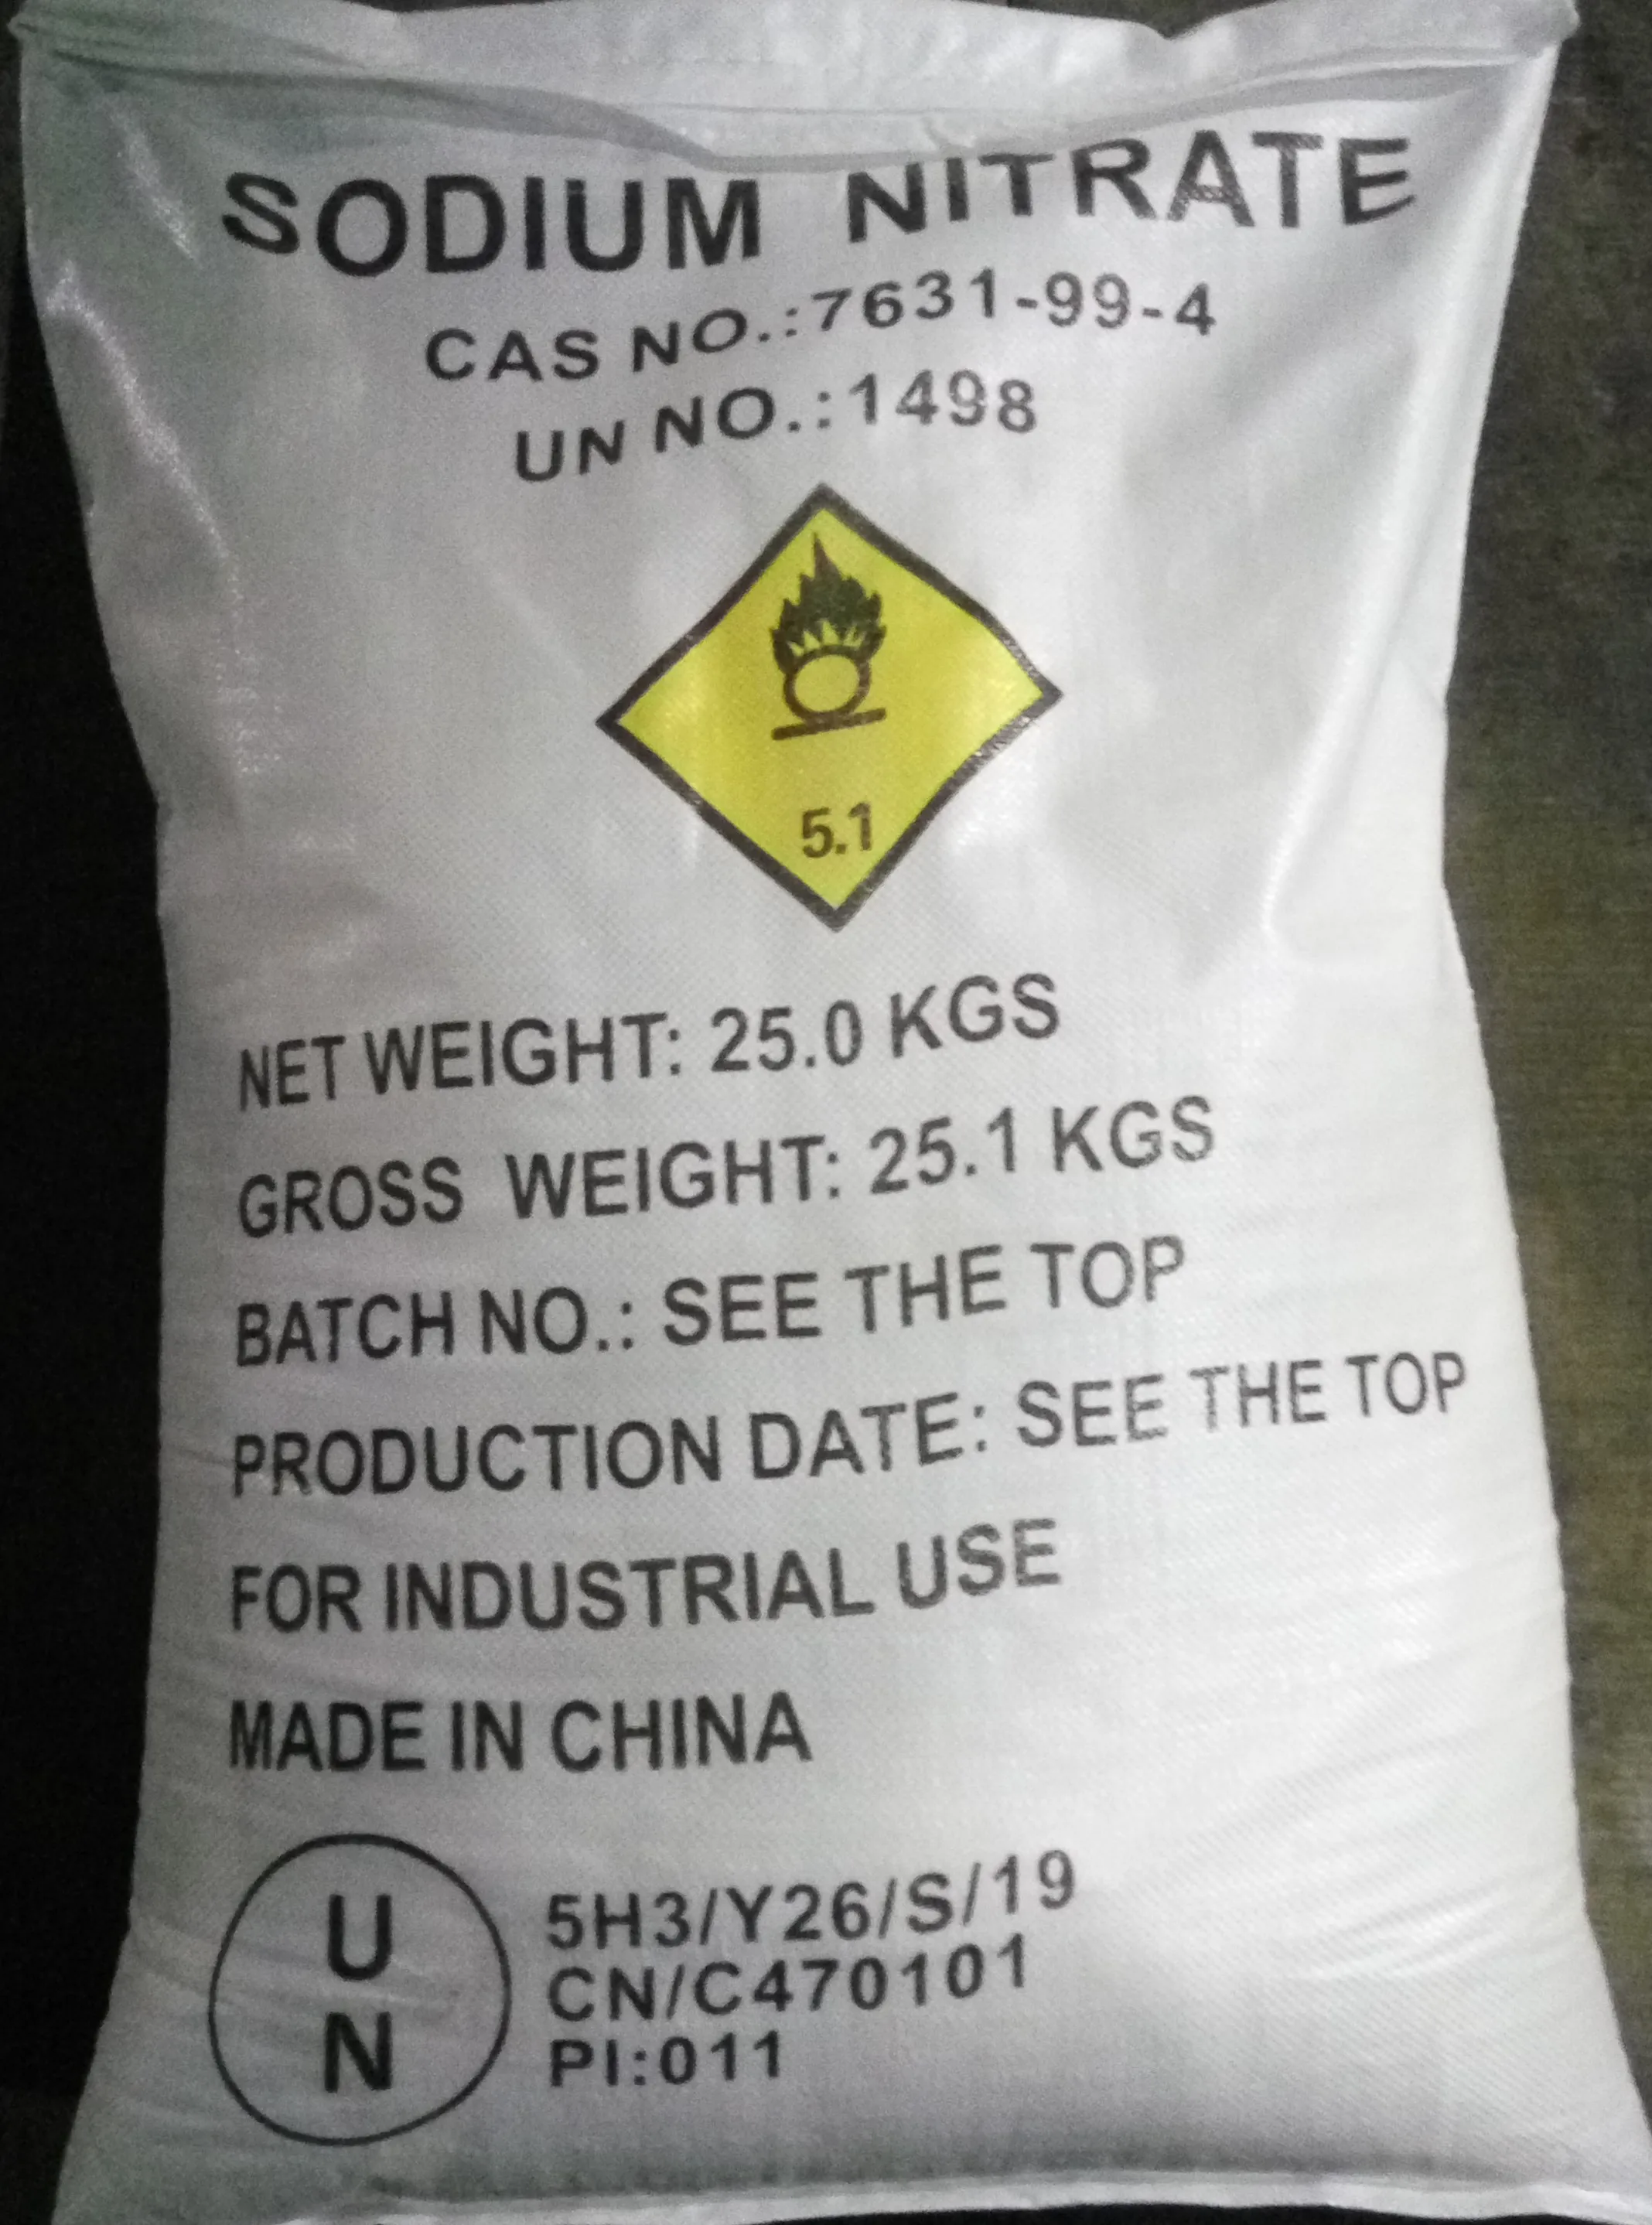 SODIUM NITRATE
CAS NO.:7631-99-4
UN NO.:1498
5.1
NET WEIGHT: 25.0 KGS
GROSS WEIGHT: 25.1 KGS
BATCH NO.: SEE THE TOP
PRODUCTION DATE: SEE THE TOP
FOR INDUSTRIAL USE
MADE IN CHINA
U
N
5H3/Y26/S/19
CN/C470101
PI:011